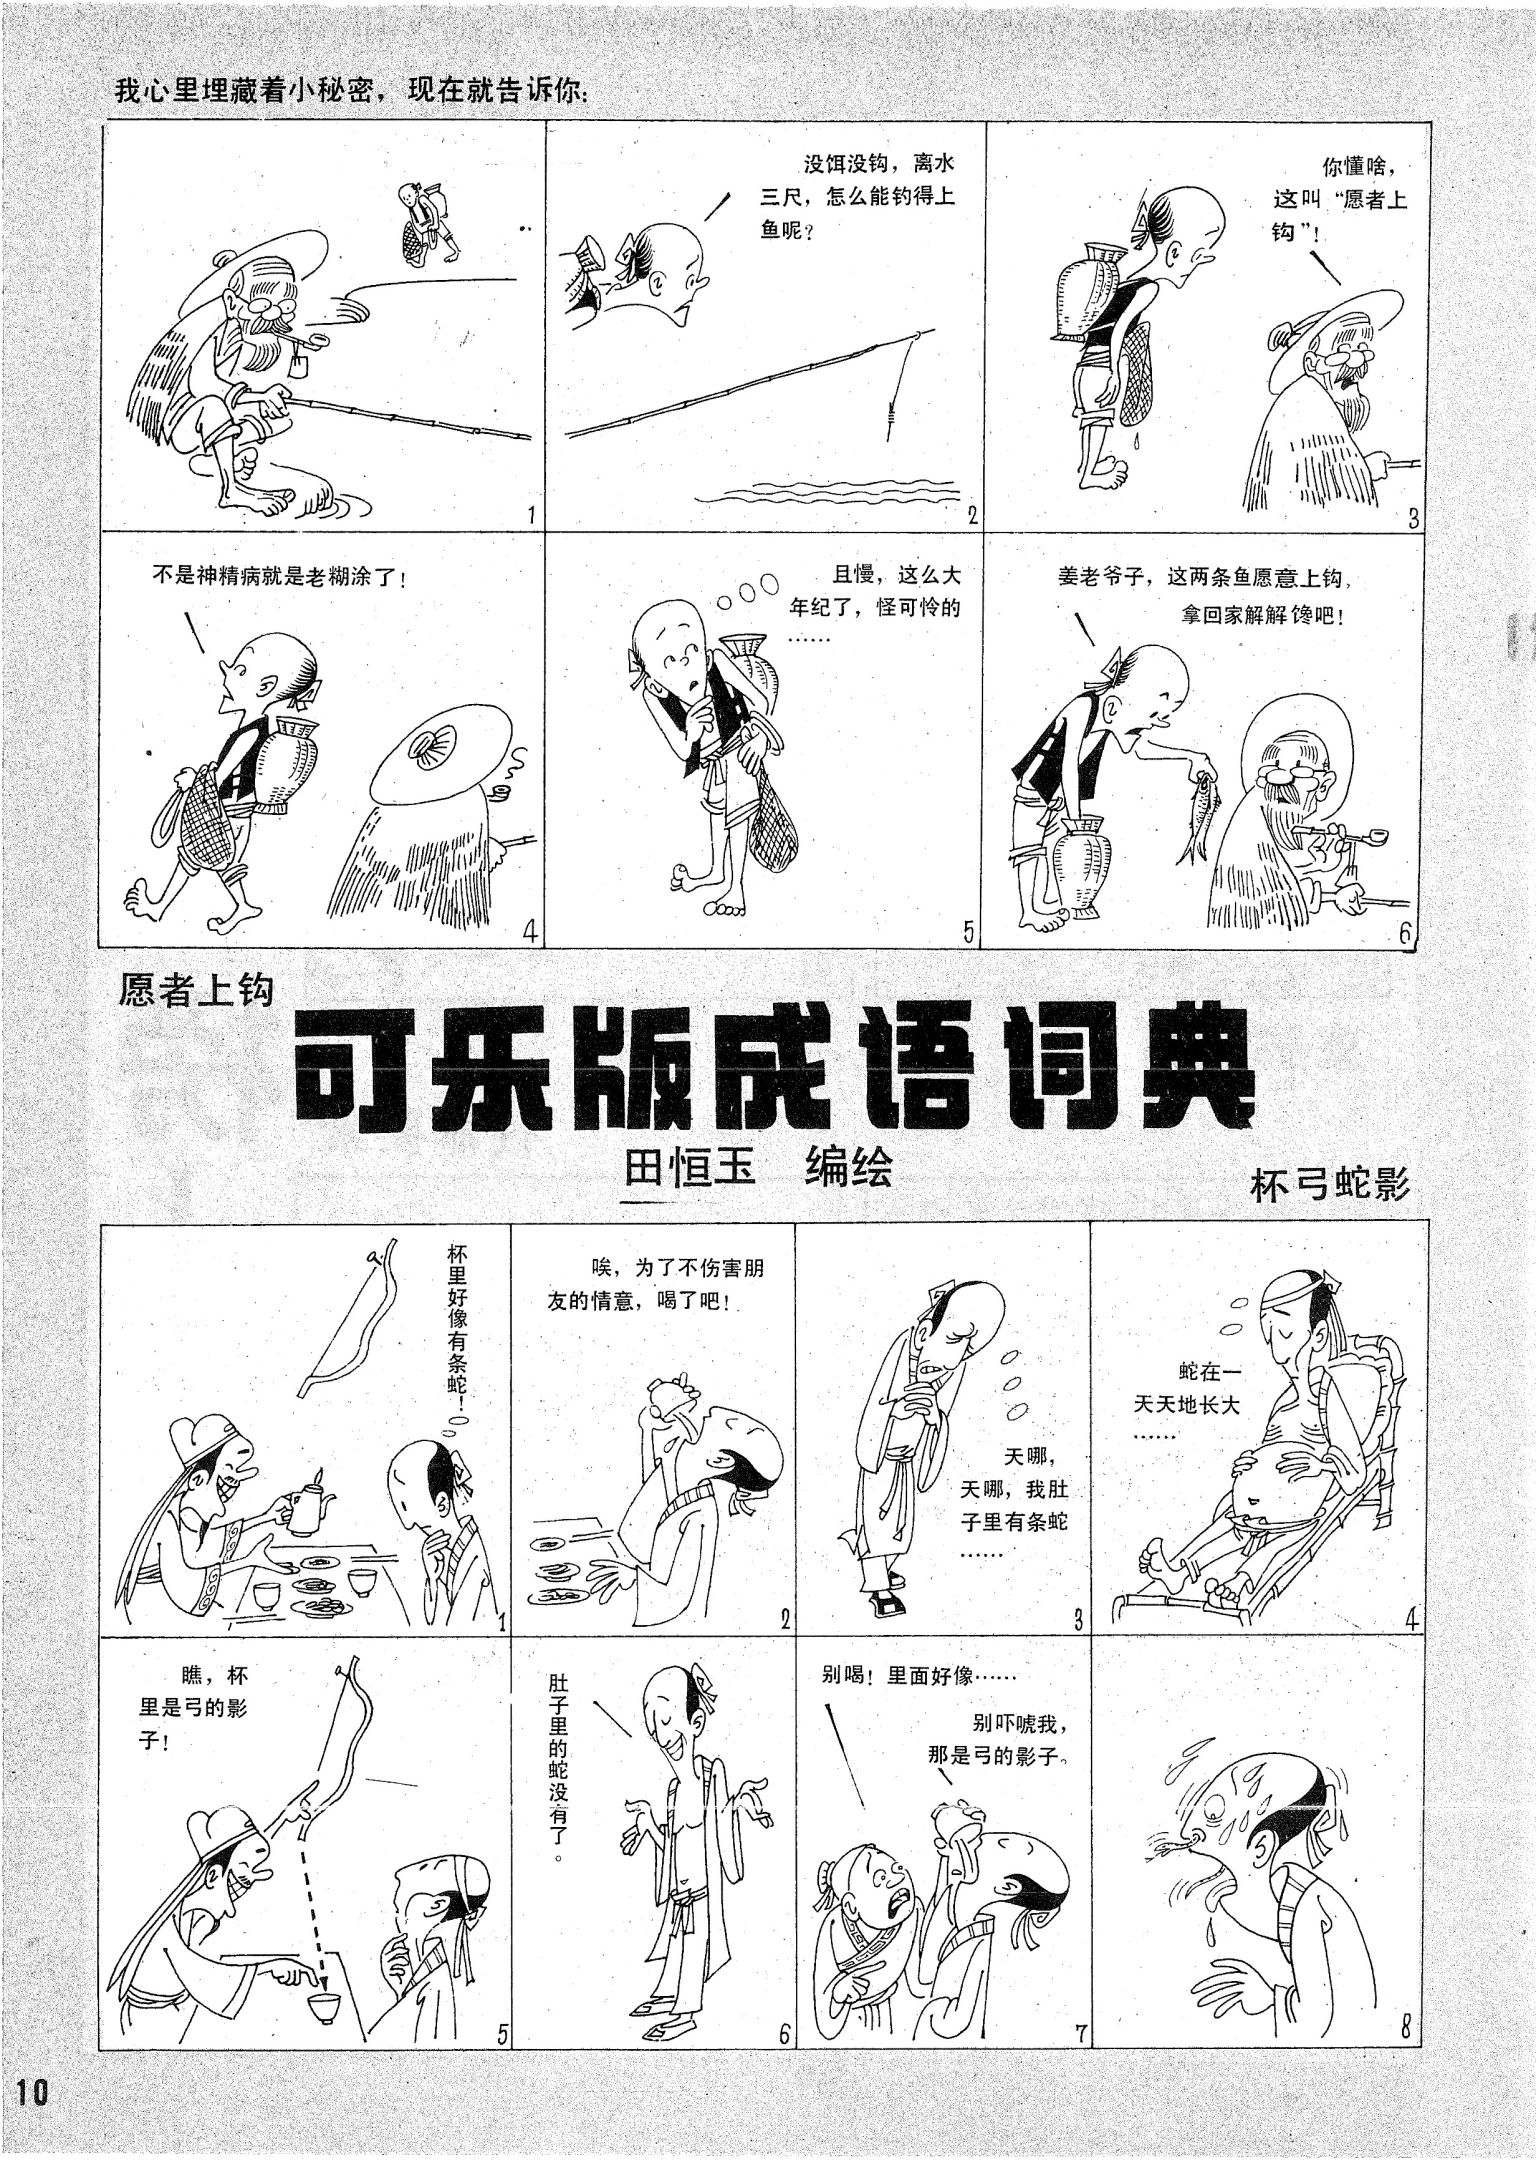 我心里埋藏着小秘密，现在就告诉你：
1
没饵没钩，离水
三尺，怎么能钓得上
鱼呢？
2
你懂啥，
这叫“愿者上
钩”！
3
不是神精病就是老糊涂了！
4
且慢，这么大
年纪了，怪可怜的
……
5
姜老爷子，这两条鱼愿意上钩，
拿回家解解馋吧！
6
愿者上钩
可乐版成语词典
田恒玉 编绘
杯弓蛇影
杯里好像有条蛇！
1
唉，为了不伤害朋
友的情意，喝了吧！
2
天哪，
天哪，我肚
子里有条蛇
……
3
蛇在一
天天地长大
……
4
瞧，杯
里是弓的影
子！
5
肚子里的蛇没有了。
6
别喝！里面好像……
别吓唬我，
那是弓的影子。
7
8
10